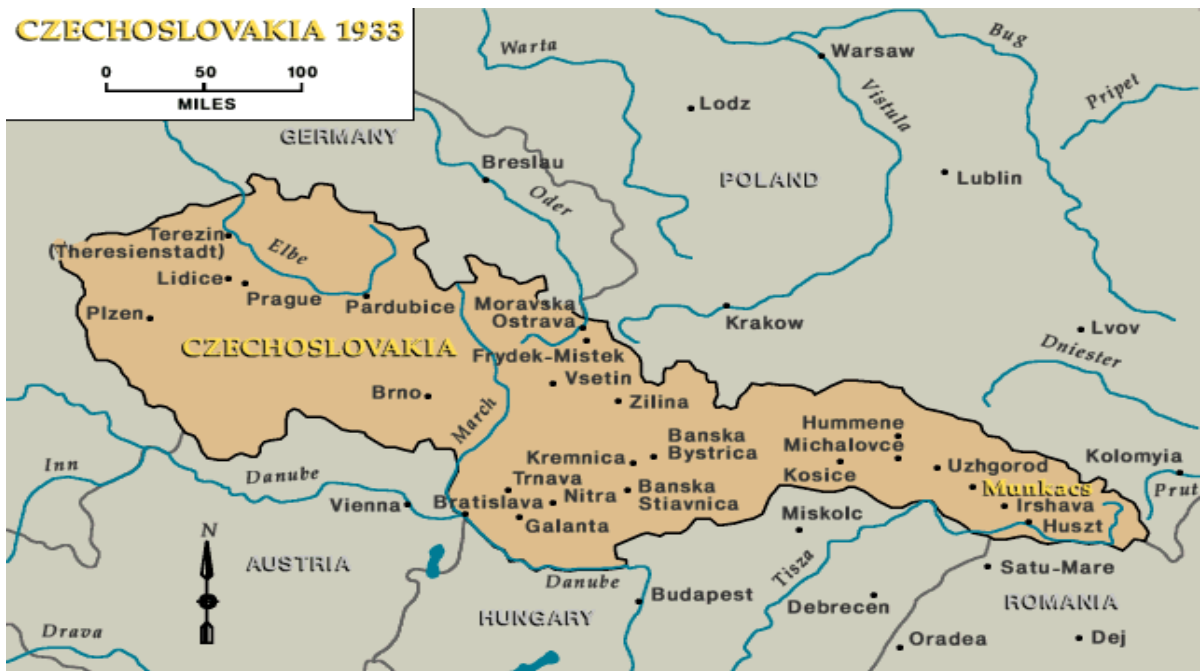 CZECHOSLOVAKIA 1933
0 50 100
MILES
Warta
Warsaw
Bug
Lodz
Vistula
Pripet
GERMANY
Breslau
POLAND
Lublin
Oder
Terezin
(Theresienstadt)
Elbe
Lidice
Prague
Pardubice
Moravska
Ostrava
Plzen
Krakow
Lvov
CZECHOSLOVAKIA
Frydek-Mistek
Dniester
Vsetin
Brno
Zilina
March
Hummene
Banska
Bystrica
Michalovce
Kolomyia
Inn
Danube
Kremnica
Kosice
Uzhgorod
Trnava
Munkacs
Prut
Vienna
Bratislava
Nitra
Banska
Stiavnica
Irshava
Galanta
Miskolc
Huszt
N
AUSTRIA
Tisza
Satu-Mare
Danube
Budapest
Debrecen
ROMANIA
HUNGARY
Drava
Oradea
Dej